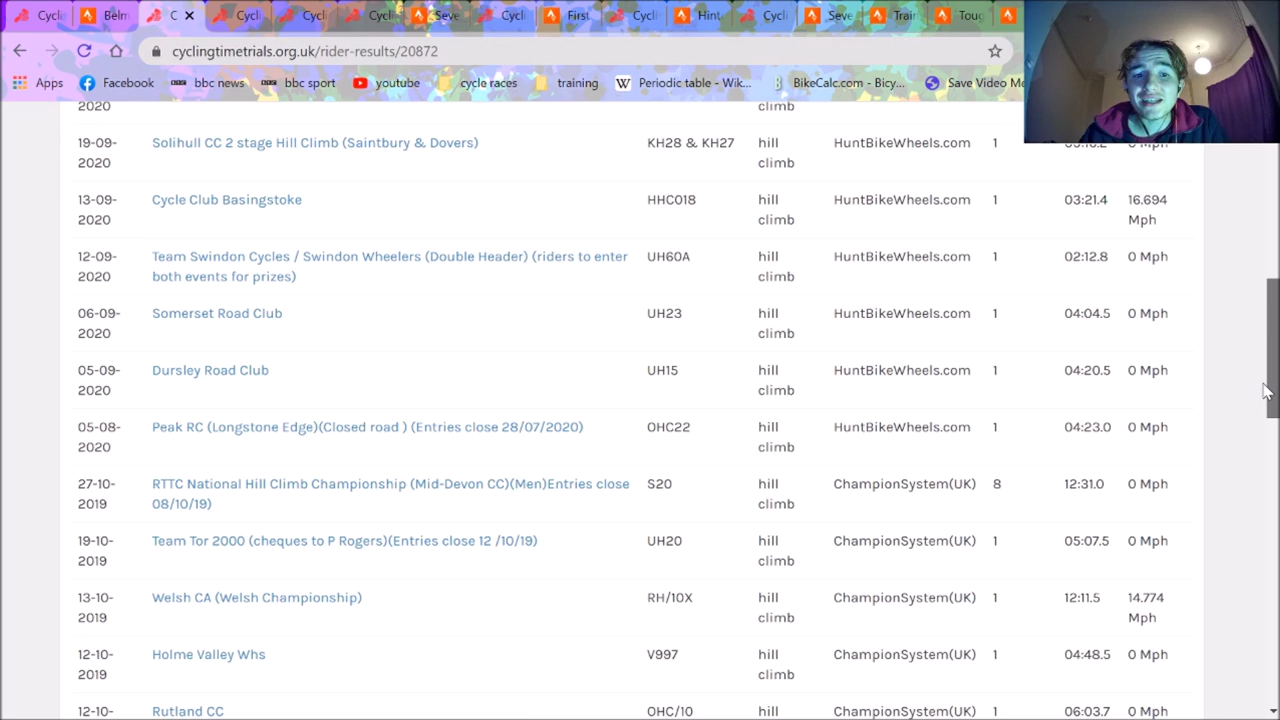 Cycli
Belm
C
Cycli
Cycli
Cycli
Seve
Cycli
First
Cycli
Hint
Cycli
Seve
Train
Toug
cyclingtimetrials.org.uk/rider-results/20872
Apps
Facebook
BBC
bbc news
BBC
bbc sport
youtube
cycle races
training
W
Periodic table - Wik...
BikeCalc.com - Bicy...
Save Video Me
2020
climb
19-09-
2020
Solihull CC 2 stage Hill Climb (Saintbury & Dovers)
KH28 & KH27
hill
climb
HuntBikeWheels.com
1
0 Mph
13-09-
2020
Cycle Club Basingstoke
HHC018
hill
climb
HuntBikeWheels.com
1
03:21.4
16.694
Mph
12-09-
2020
Team Swindon Cycles / Swindon Wheelers (Double Header) (riders to enter
both events for prizes)
UH60A
hill
climb
HuntBikeWheels.com
1
02:12.8
0 Mph
06-09-
2020
Somerset Road Club
UH23
hill
climb
HuntBikeWheels.com
1
04:04.5
0 Mph
05-09-
2020
Dursley Road Club
UH15
hill
climb
HuntBikeWheels.com
1
04:20.5
0 Mph
05-08-
2020
Peak RC (Longstone Edge)(Closed road ) (Entries close 28/07/2020)
OHC22
hill
climb
HuntBikeWheels.com
1
04:23.0
0 Mph
27-10-
2019
RTTC National Hill Climb Championship (Mid-Devon CC)(Men)Entries close
08/10/19)
S20
hill
climb
ChampionSystem(UK)
8
12:31.0
0 Mph
19-10-
2019
Team Tor 2000 (cheques to P Rogers)(Entries close 12 /10/19)
UH20
hill
climb
ChampionSystem(UK)
1
05:07.5
0 Mph
13-10-
2019
Welsh CA (Welsh Championship)
RH/10X
hill
climb
ChampionSystem(UK)
1
12:11.5
14.774
Mph
12-10-
2019
Holme Valley Whs
V997
hill
climb
ChampionSystem(UK)
1
04:48.5
0 Mph
12-10-
Rutland CC
OHC/10
hill
ChampionSystem(UK)
1
06:03.7
0 Mph